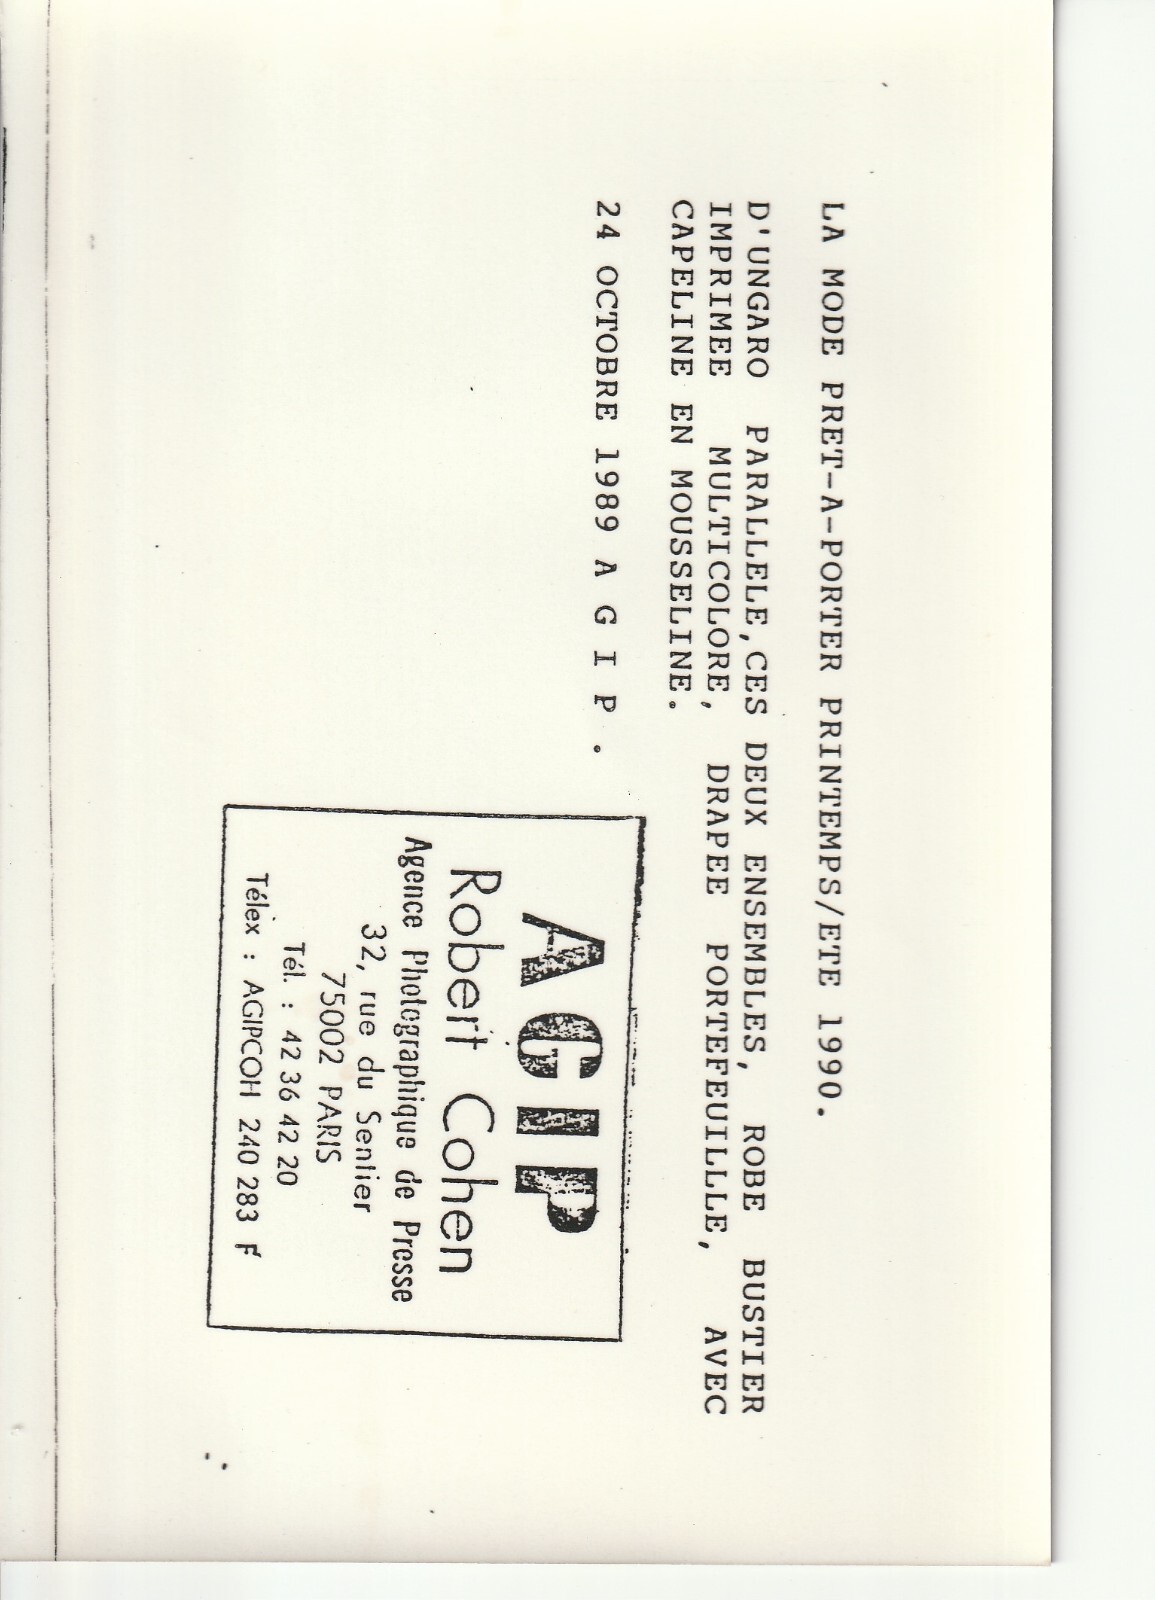 LA MODE PRET-A-PORTER PRINTEMPS/ETE 1990.
D'UNGARO PARALLELE,CES DEUX ENSEMBLES, ROBE BUSTIER
IMPRIMEE MULTICOLORE, DRAPEE PORTEFEUILLE, AVEC
CAPELINE EN MOUSSELINE.
24 OCTOBRE 1989 A G I P .
AGIP
Robert Cohen
Agence Photographique de Presse
32, rue du Sentier
75002 PARIS
Tél. : 42 36 42 20
Télex : AGIPCOH 240 283 F